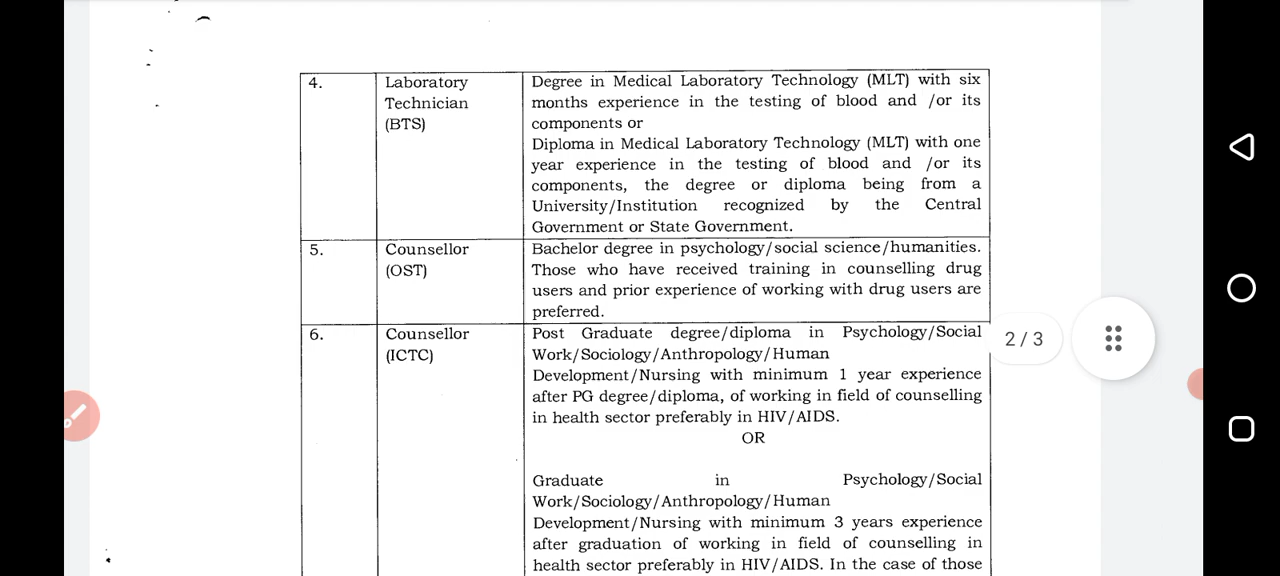 4.
Laboratory
Technician
(BTS)
Degree in Medical Laboratory Technology (MLT) with six
months experience in the testing of blood and /or its
components or
Diploma in Medical Laboratory Technology (MLT) with one
year experience in the testing of blood and /or its
components, the degree or diploma being from a
University/Institution recognized by the Central
Government or State Government.
5.
Counsellor
(OST)
Bachelor degree in psychology/social science/humanities.
Those who have received training in counselling drug
users and prior experience of working with drug users are
preferred.
6.
Counsellor
(ICTC)
Post Graduate degree/diploma in Psychology/Social
Work/Sociology/Anthropology/Human
Development/Nursing with minimum 1 year experience
after PG degree/diploma, of working in field of counselling
in health sector preferably in HIV/AIDS.
OR
Graduate in Psychology/Social
Work/Sociology/Anthropology/Human
Development/Nursing with minimum 3 years experience
after graduation of working in field of counselling in
health sector preferably in HIV/AIDS. In the case of those
2/3